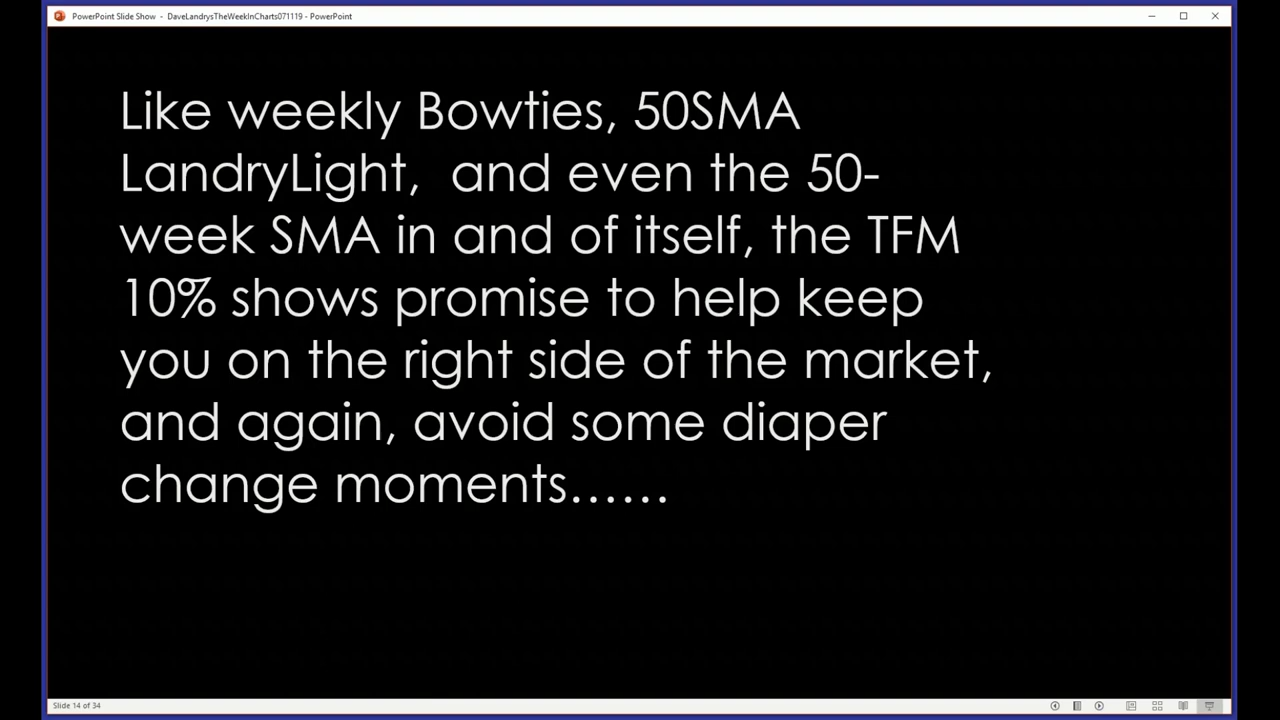 PowerPoint Slide Show - DaveLandrysTheWeekInCharts071119 - PowerPoint
Like weekly Bowties, 50SMA
LandryLight, and even the 50-
week SMA in and of itself, the TFM
10% shows promise to help keep
you on the right side of the market,
and again, avoid some diaper
change moments……
Slide 14 of 34